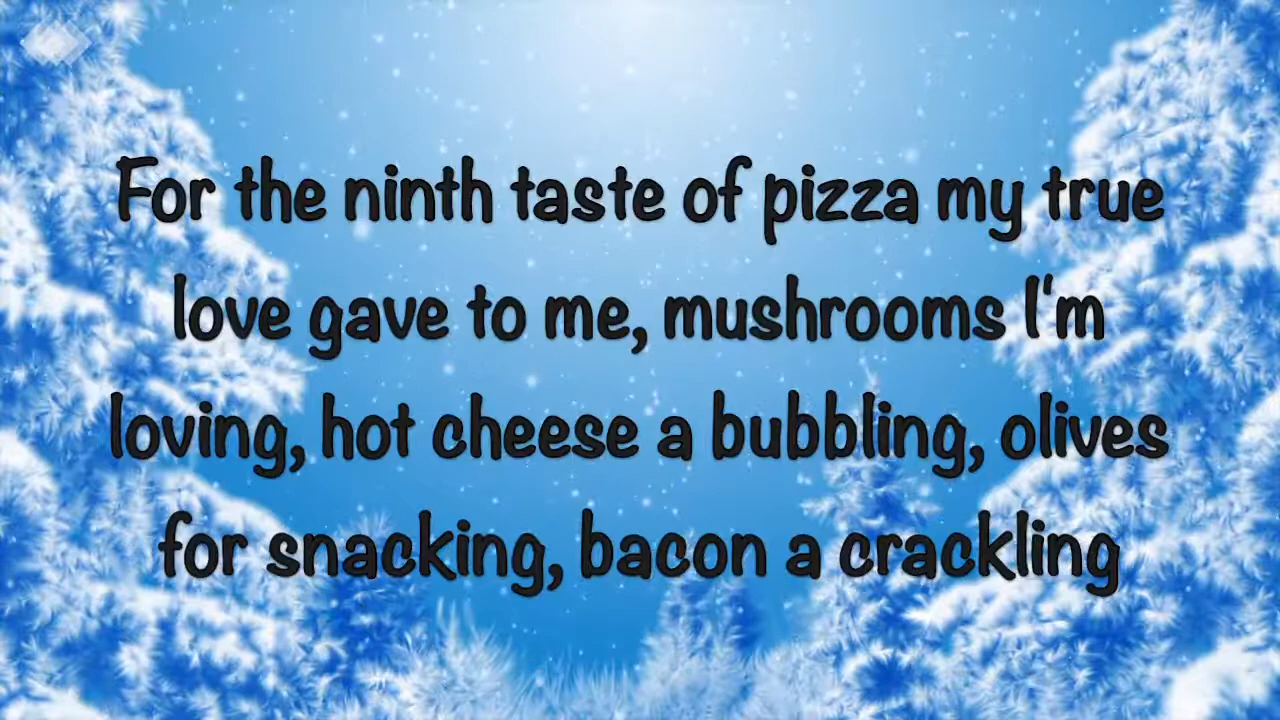 For the ninth taste of pizza my true
love gave to me, mushrooms I'm
loving, hot cheese a bubbling, olives
for snacking, bacon a crackling